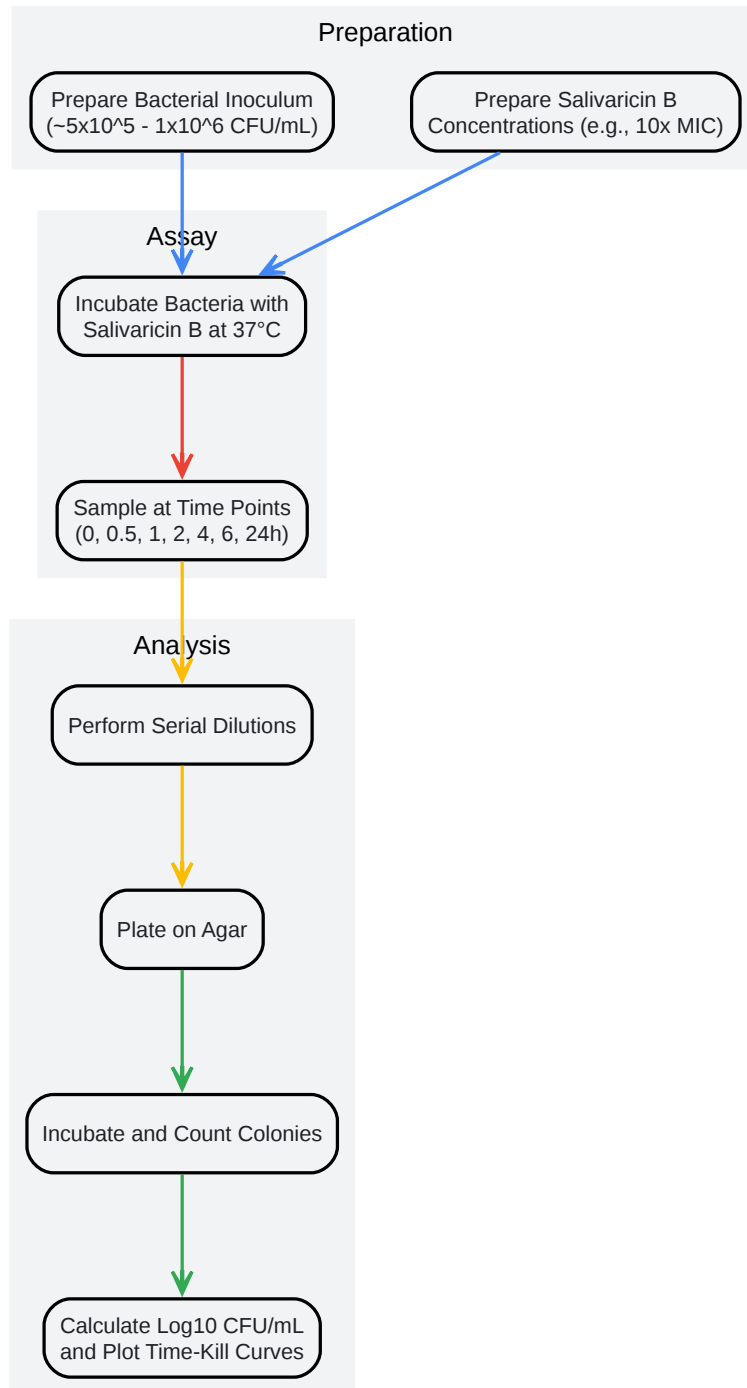 Preparation
Prepare Bacterial Inoculum
(~5x10^5 - 1x10^6 CFU/mL)
Prepare Salivaricin B
Concentrations (e.g., 10x MIC)
Assay
Incubate Bacteria with
Salivaricin B at 37°C
Sample at Time Points
(0, 0.5, 1, 2, 4, 6, 24h)
Analysis
Perform Serial Dilutions
Plate on Agar
Incubate and Count Colonies
Calculate Log10 CFU/mL
and Plot Time-Kill Curves